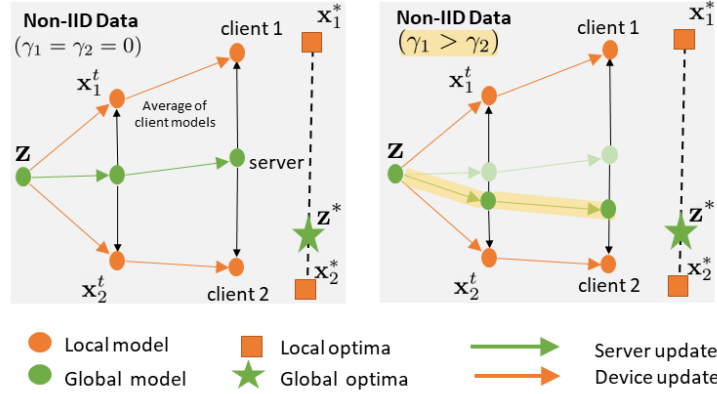 Non-IID Data
(γ₁ = γ₂ = 0)
x₁*
client 1
x₁ᵗ
Average of
client models
z
server
z*
x₂*
x₂ᵗ
client 2
Non-IID Data
(γ₁ > γ₂)
x₁*
client 1
x₁ᵗ
z
z*
x₂*
x₂ᵗ
client 2
Local model
Local optima
Server update
Global model
Global optima
Device update